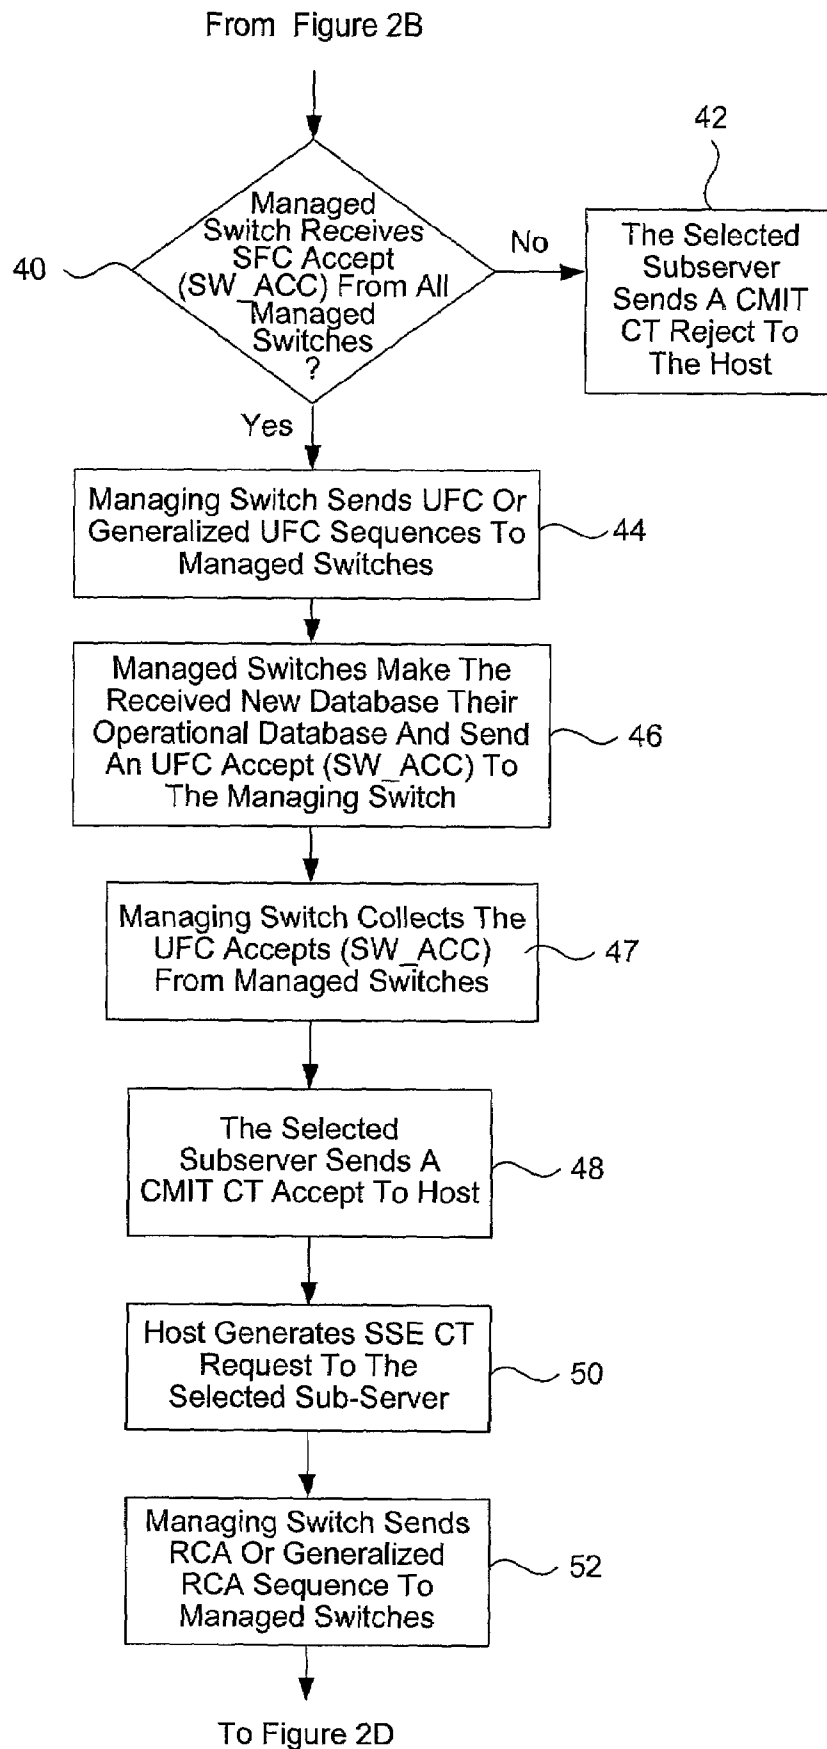 From Figure 2B
42
Managed
Switch Receives
SFC Accept
(SW_ACC) From All
Managed
Switches
?
40
No
The Selected
Subserver
Sends A CMIT
CT Reject To
The Host
Yes
Managing Switch Sends UFC Or
Generalized UFC Sequences To
Managed Switches
44
Managed Switches Make The
Received New Database Their
Operational Database And Send
An UFC Accept (SW_ACC) To
The Managing Switch
46
Managing Switch Collects The
UFC Accepts (SW_ACC)
From Managed Switches
47
The Selected
Subserver Sends A
CMIT CT Accept To Host
48
Host Generates SSE CT
Request To The
Selected Sub-Server
50
Managing Switch Sends
RCA Or Generalized
RCA Sequence To
Managed Switches
52
To Figure 2D